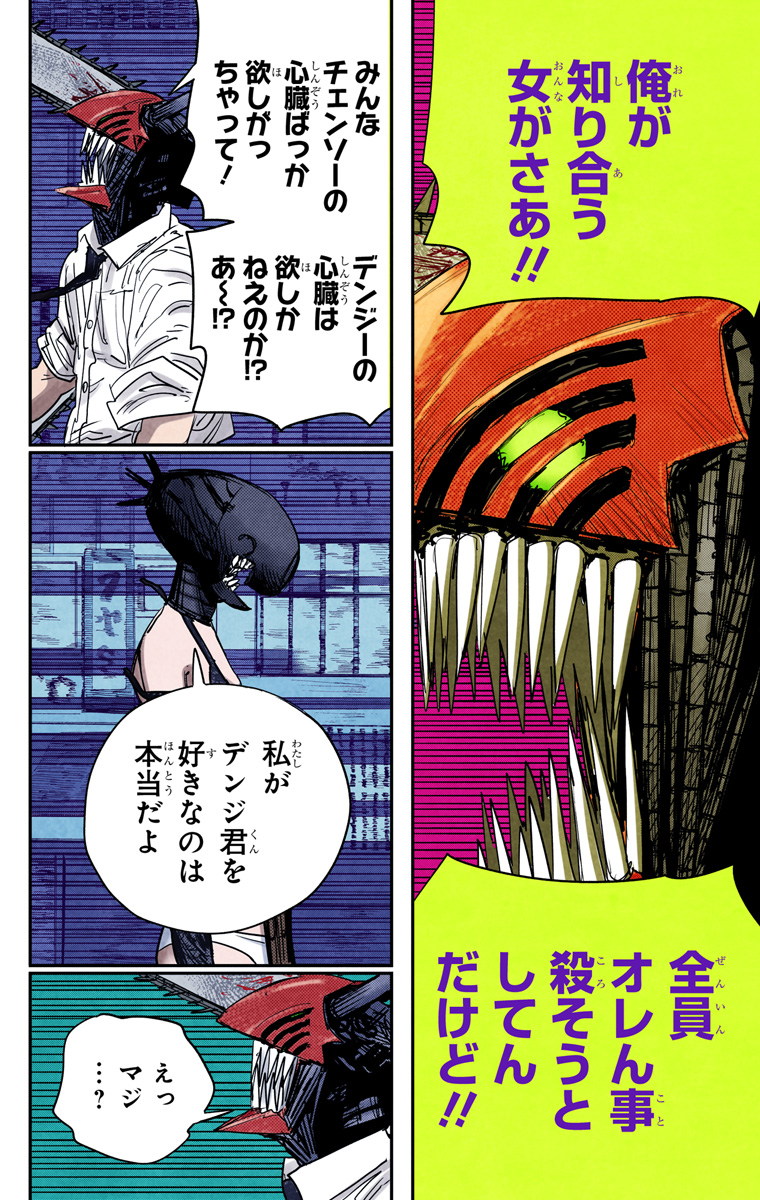 俺が
知り合う
女がさあ!!
全員
オレん事
殺そうと
してん
だけど!!
みんな
チェンソーの
心臓ばっか
欲しがっ
ちゃって!
デンジーの
心臓は
欲しか
ねえのか!?
あ〜!?
私が
デンジ君を
好きなのは
本当だよ
えっ
マジ
…?